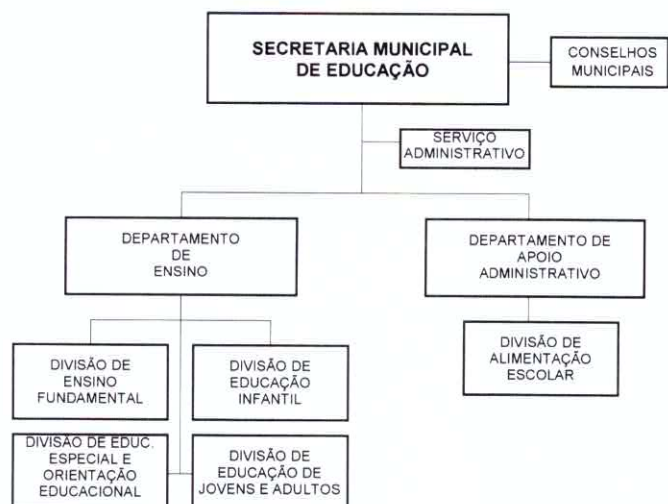 SECRETARIA MUNICIPAL
DE EDUCAÇÃO
CONSELHOS
MUNICIPAIS
SERVIÇO
ADMINISTRATIVO
DEPARTAMENTO
DE
ENSINO
DEPARTAMENTO DE
APOIO
ADMINISTRATIVO
DIVISÃO DE
ENSINO
FUNDAMENTAL
DIVISÃO DE
EDUCAÇÃO
INFANTIL
DIVISÃO DE
ALIMENTAÇÃO
ESCOLAR
DIVISÃO DE EDUC.
ESPECIAL E
ORIENTAÇÃO
EDUCACIONAL
DIVISÃO DE
EDUCAÇÃO DE
JOVENS E ADULTOS